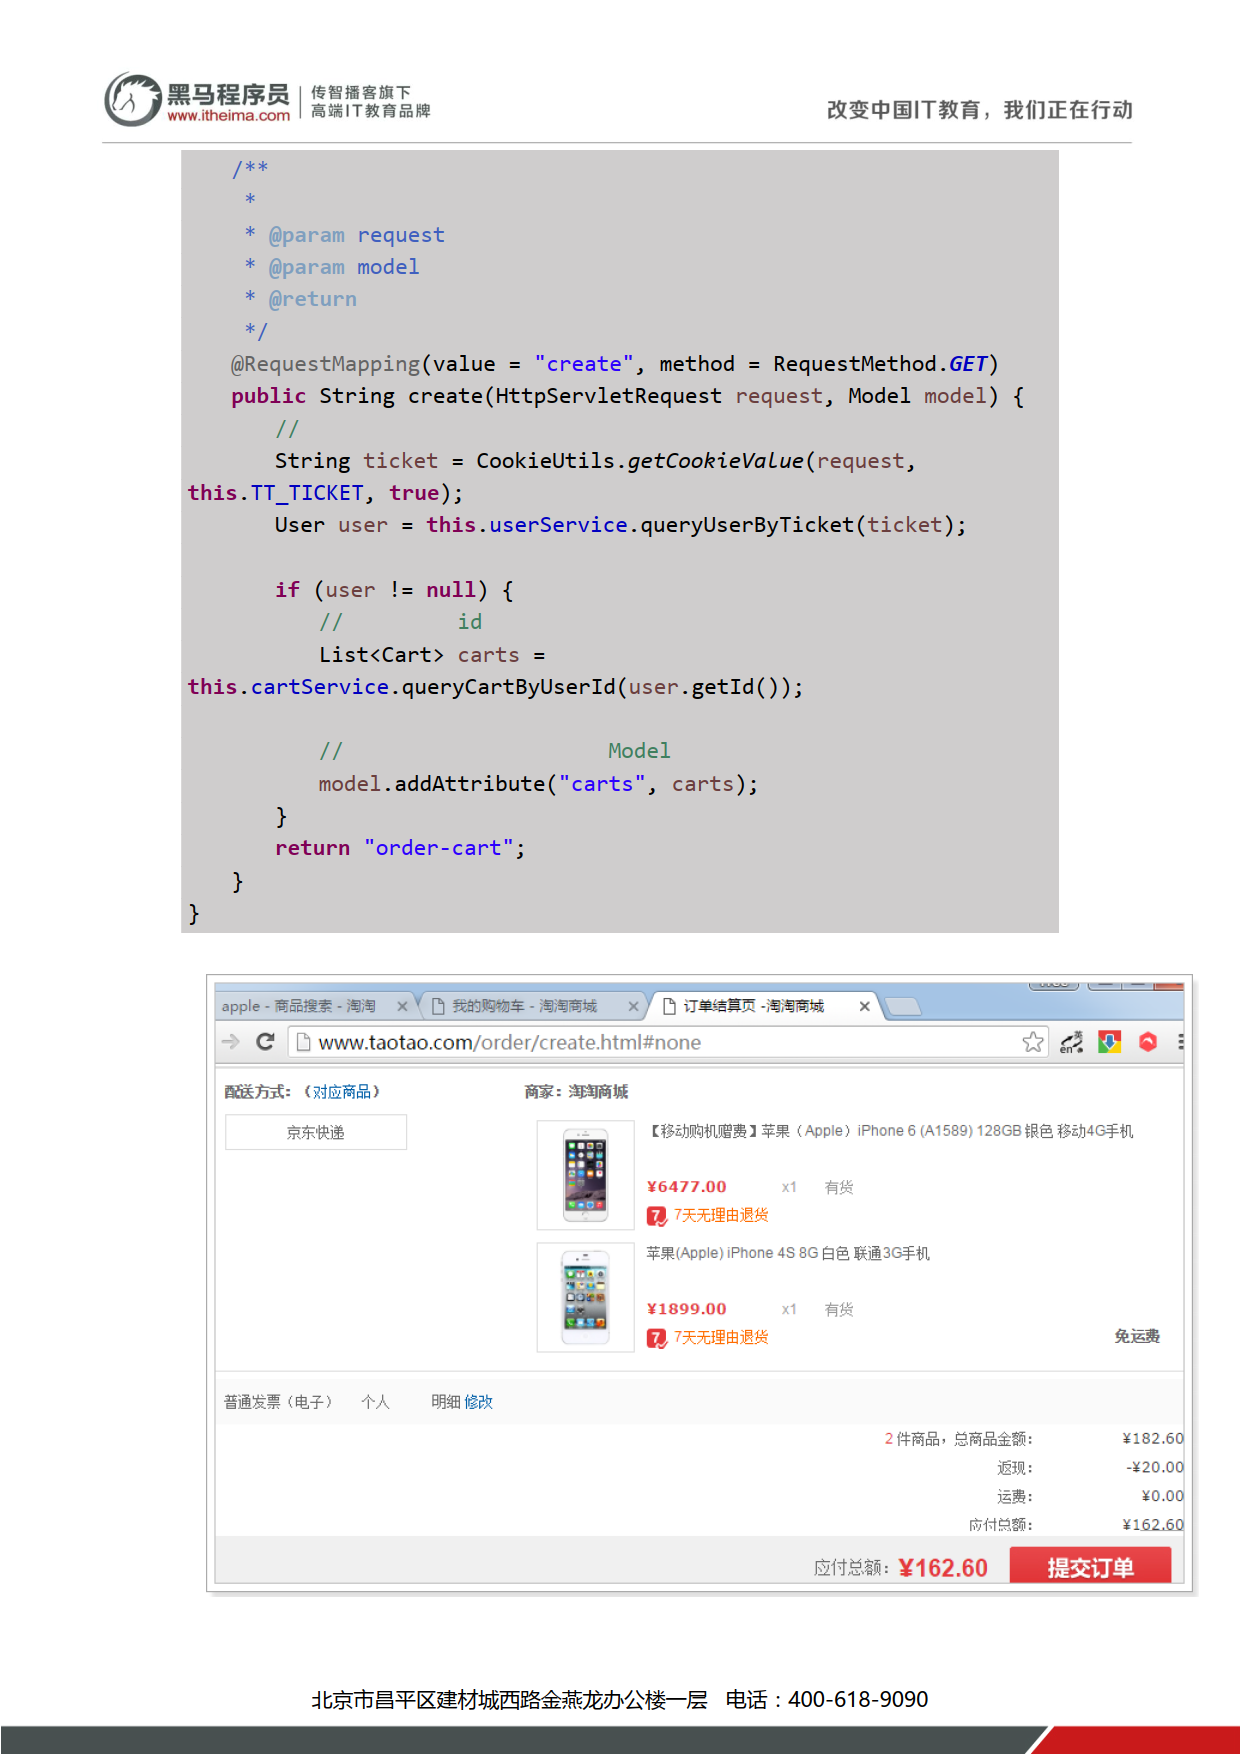 黑马程序员
www.itheima.com
传智播客旗下
高端IT教育品牌
改变中国IT教育，我们正在行动
/**
*
* @param request
* @param model
* @return
*/
@RequestMapping(value = "create", method = RequestMethod.GET)
public String create(HttpServletRequest request, Model model) {
//
String ticket = CookieUtils.getCookieValue(request,
this.TT_TICKET, true);
User user = this.userService.queryUserByTicket(ticket);
if (user != null) {
// id
List<Cart> carts =
this.cartService.queryCartByUserId(user.getId());
// Model
model.addAttribute("carts", carts);
}
return "order-cart";
}
}
apple - 商品搜索 - 淘淘 我的购物车 - 淘淘商城 订单结算页 -淘淘商城
www.taotao.com/order/create.html#none
配送方式：（对应商品） 商家：淘淘商城
京东快递
【移动购机赠费】苹果（Apple）iPhone 6 (A1589) 128GB 银色 移动4G手机
¥6477.00 x1 有货
7 7天无理由退货
苹果(Apple) iPhone 4S 8G 白色 联通3G手机
¥1899.00 x1 有货
7 7天无理由退货
免运费
普通发票（电子） 个人 明细 修改
2 件商品，总商品金额： ¥182.60
返现： -¥20.00
运费： ¥0.00
应付总额： ¥162.60
应付总额：¥162.60 提交订单
北京市昌平区建材城西路金燕龙办公楼一层 电话：400-618-9090